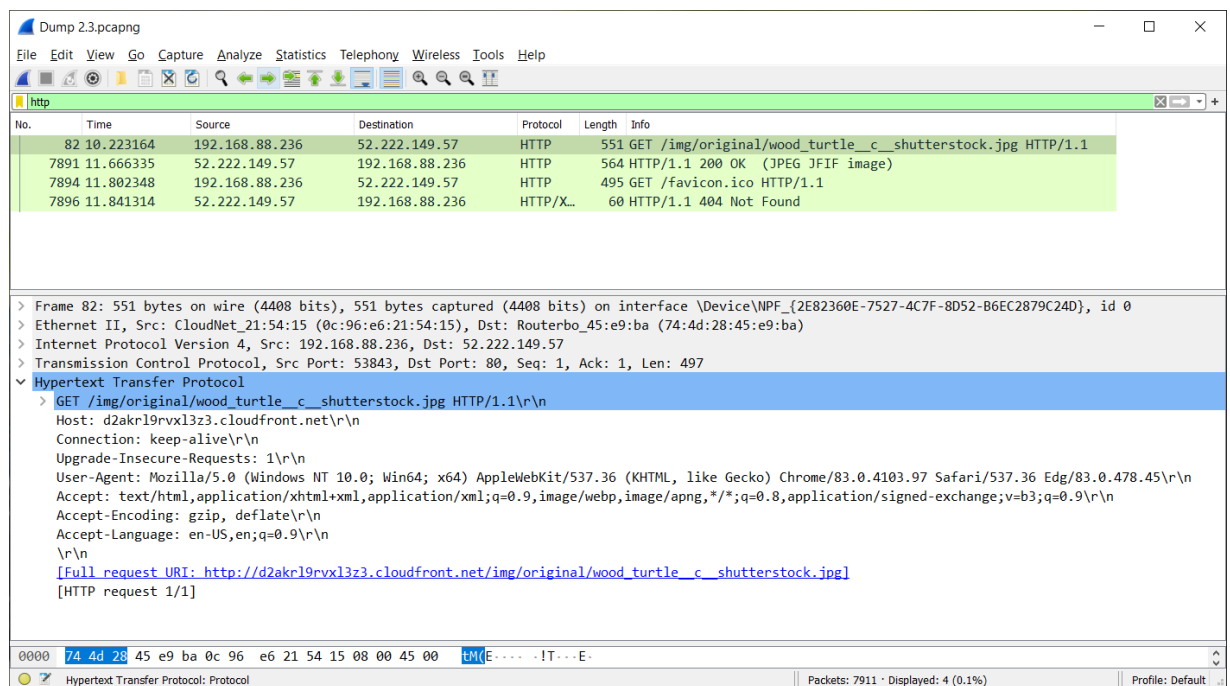 Dump 2.3.pcapng
File Edit View Go Capture Analyze Statistics Telephony Wireless Tools Help
http
No. Time Source Destination Protocol Length Info
82 10.223164 192.168.88.236 52.222.149.57 HTTP 551 GET /img/original/wood_turtle__c__shutterstock.jpg HTTP/1.1
7891 11.666335 52.222.149.57 192.168.88.236 HTTP 564 HTTP/1.1 200 OK (JPEG JFIF image)
7894 11.802348 192.168.88.236 52.222.149.57 HTTP 495 GET /favicon.ico HTTP/1.1
7896 11.841314 52.222.149.57 192.168.88.236 HTTP/X… 60 HTTP/1.1 404 Not Found
Frame 82: 551 bytes on wire (4408 bits), 551 bytes captured (4408 bits) on interface \Device\NPF_{2E82360E-7527-4C7F-8D52-B6EC2879C24D}, id 0
Ethernet II, Src: CloudNet_21:54:15 (0c:96:e6:21:54:15), Dst: Routerbo_45:e9:ba (74:4d:28:45:e9:ba)
Internet Protocol Version 4, Src: 192.168.88.236, Dst: 52.222.149.57
Transmission Control Protocol, Src Port: 53843, Dst Port: 80, Seq: 1, Ack: 1, Len: 497
Hypertext Transfer Protocol
GET /img/original/wood_turtle__c__shutterstock.jpg HTTP/1.1\r\n
Host: d2akrl9rvxl3z3.cloudfront.net\r\n
Connection: keep-alive\r\n
Upgrade-Insecure-Requests: 1\r\n
User-Agent: Mozilla/5.0 (Windows NT 10.0; Win64; x64) AppleWebKit/537.36 (KHTML, like Gecko) Chrome/83.0.4103.97 Safari/537.36 Edg/83.0.478.45\r\n
Accept: text/html,application/xhtml+xml,application/xml;q=0.9,image/webp,image/apng,*/*;q=0.8,application/signed-exchange;v=b3;q=0.9\r\n
Accept-Encoding: gzip, deflate\r\n
Accept-Language: en-US,en;q=0.9\r\n
\r\n
[Full request URI: http://d2akrl9rvxl3z3.cloudfront.net/img/original/wood_turtle__c__shutterstock.jpg]
[HTTP request 1/1]
0000 74 4d 28 45 e9 ba 0c 96 e6 21 54 15 08 00 45 00 tM(E···· ·!T···E·
Hypertext Transfer Protocol: Protocol Packets: 7911 · Displayed: 4 (0.1%) Profile: Default